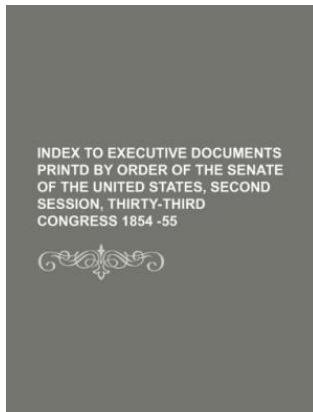 INDEX TO EXECUTIVE DOCUMENTS
PRINTD BY ORDER OF THE SENATE
OF THE UNITED STATES, SECOND
SESSION, THIRTY-THIRD
CONGRESS 1854 -55